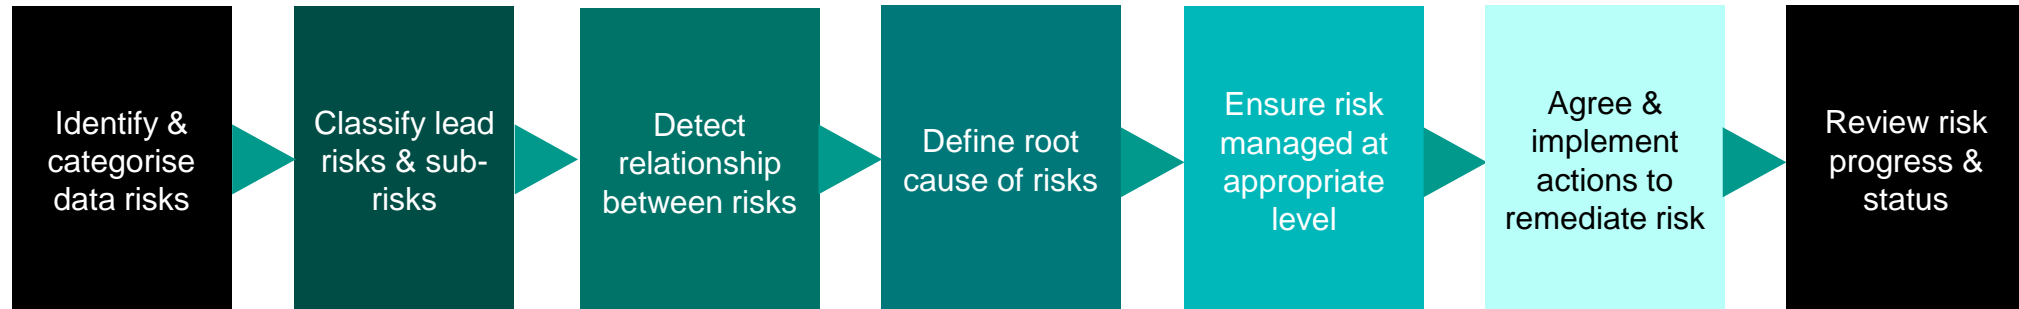 Identify &
categorise
data risks
Classify lead
risks & sub-
risks
Detect
relationship
between risks
Define root
cause of risks
Ensure risk
managed at
appropriate
level
Agree &
implement
actions to
remediate risk
Review risk
progress &
status